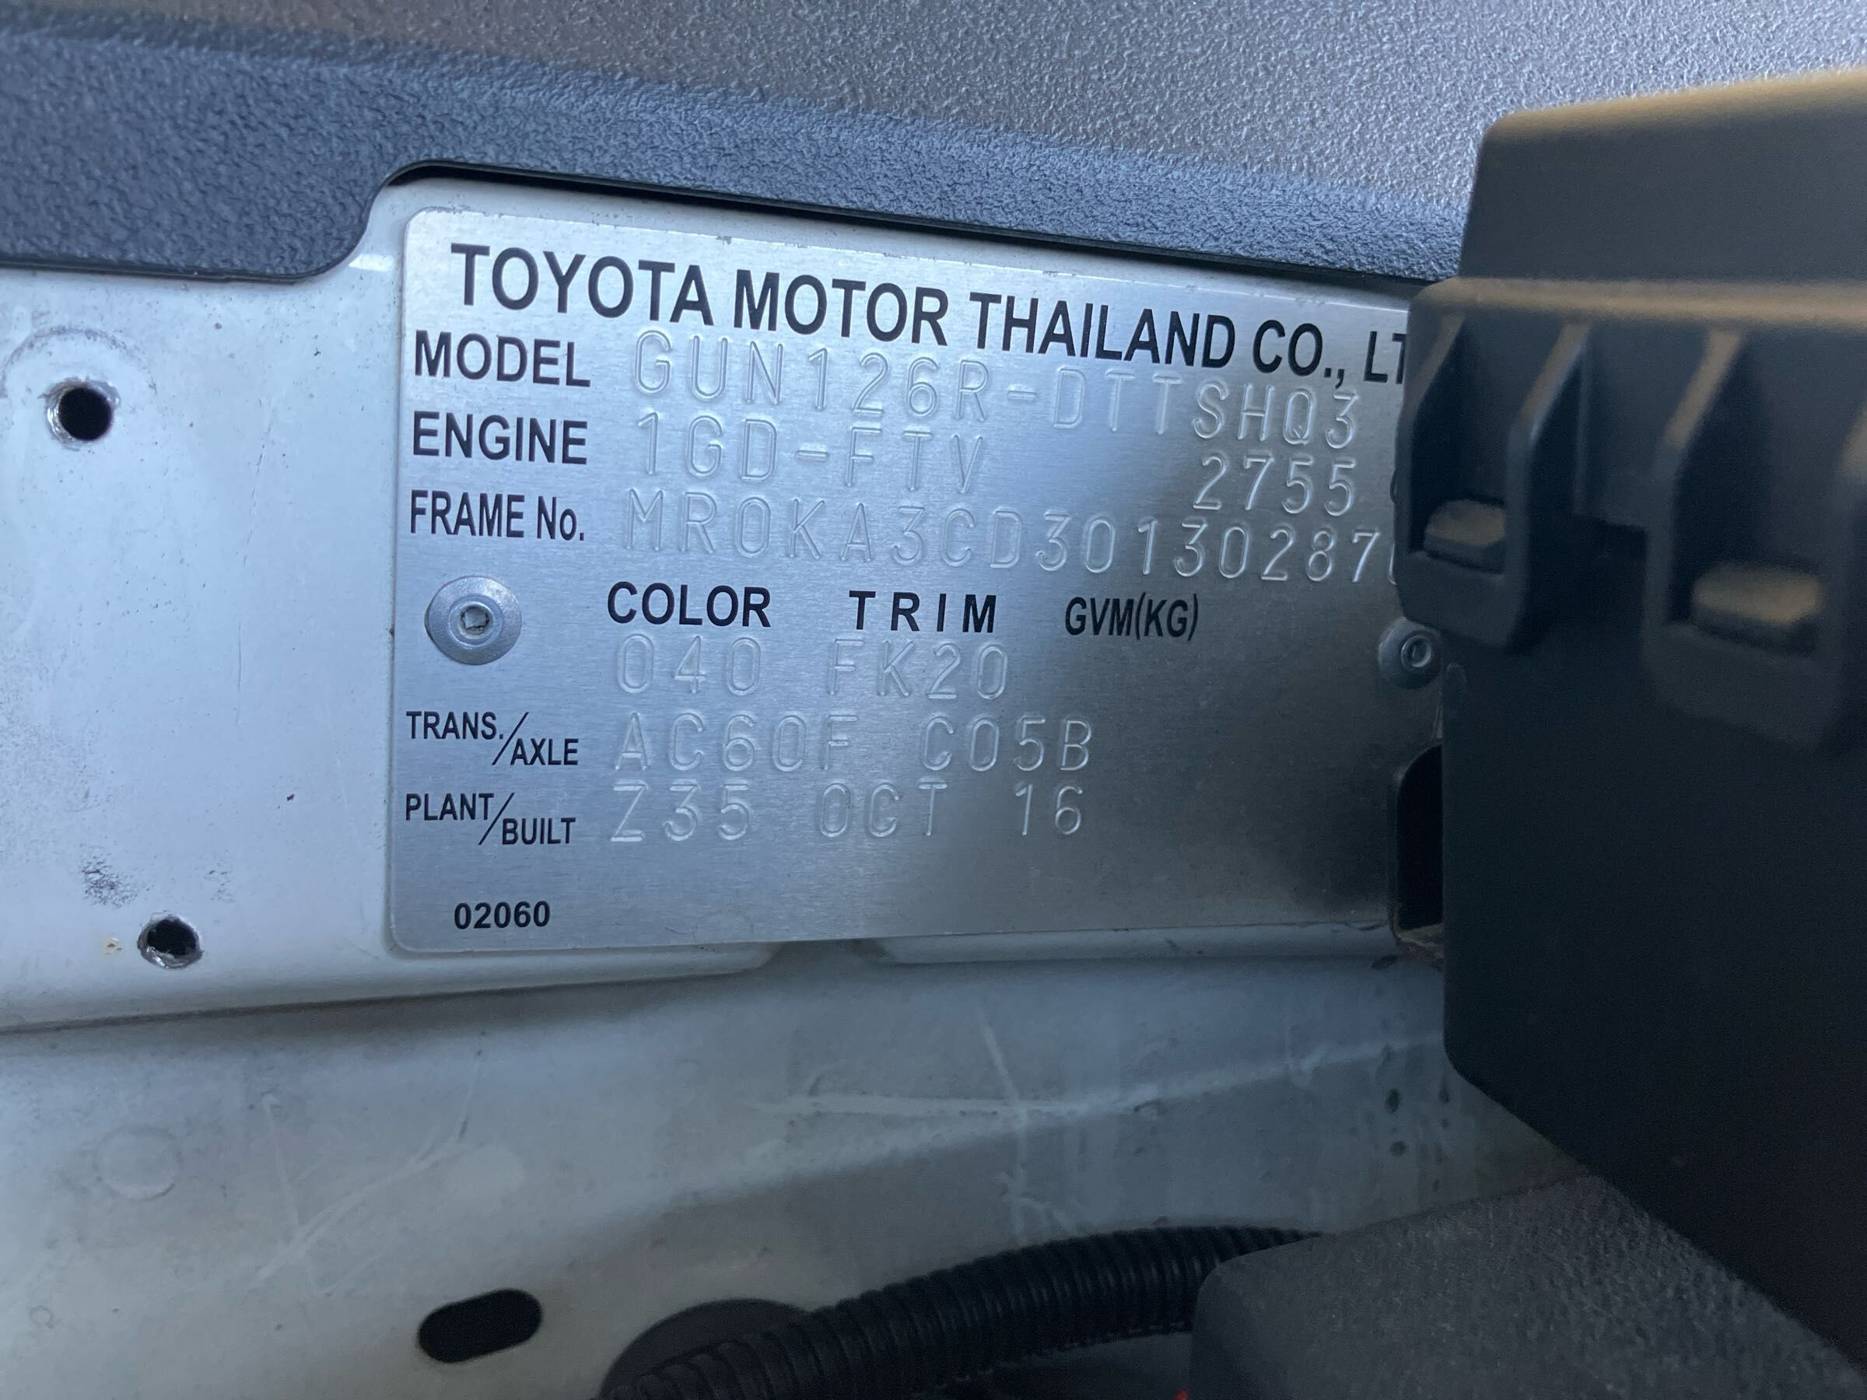 TOYOTA MOTOR THAILAND CO., LT
MODEL GUN126R-DTTSHQ3
ENGINE 1GD-FTV 2755
FRAME No. MR0KA3CD30130287
COLOR TRIM GVM(KG)
040 FK20
TRANS./AXLE AC60F C05B
PLANT/BUILT Z35 OCT 16
02060